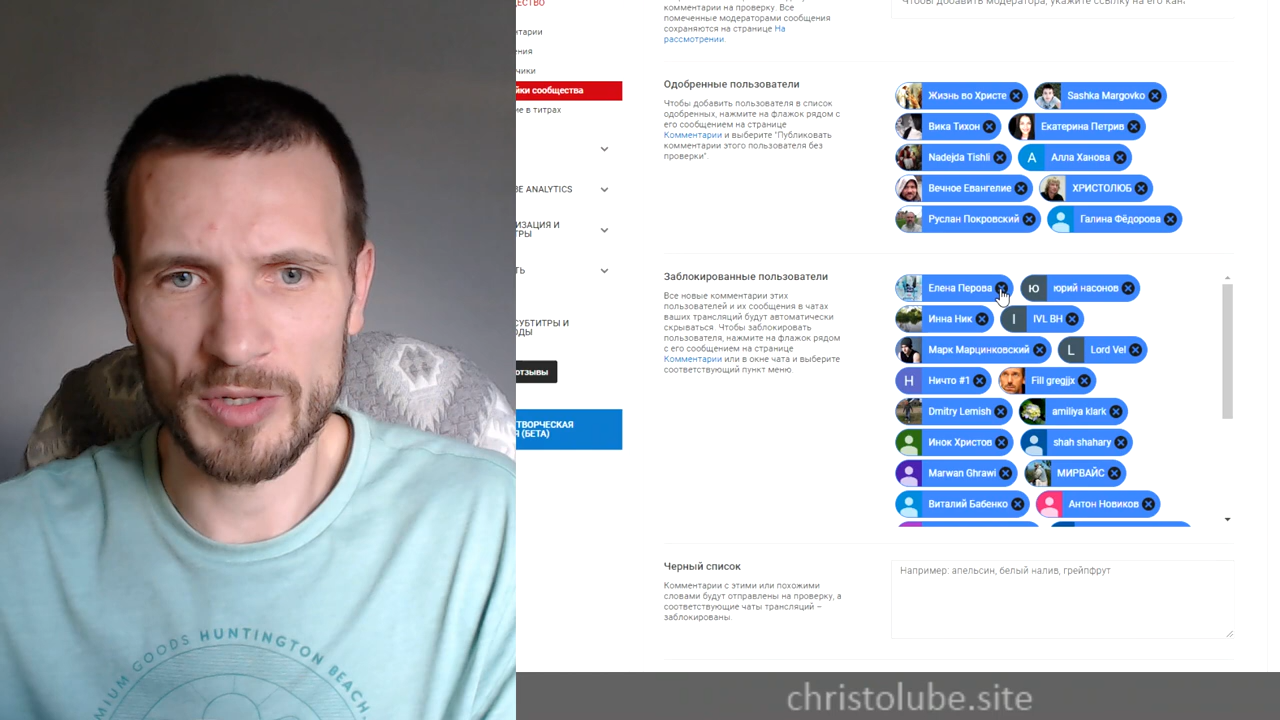 ЕСТВО
нтарии
ения
чики
йки сообщества
ие в титрах
BE ANALYTICS
ИЗАЦИЯ И
ТРЫ
ТЬ
СУБТИТРЫ И
ОДЫ
отзывы
ТВОРЧЕСКАЯ
Я (БЕТА)
комментарии на проверку. Все
помеченные модераторами сообщения
сохраняются на странице На
рассмотрении.
Чтобы добавить модератора, укажите ссылку на его кан
Одобренные пользователи
Чтобы добавить пользователя в список
одобренных, нажмите на флажок рядом с
его сообщением на странице
Комментарии и выберите "Публиковать
комментарии этого пользователя без
проверки".
Жизнь во Христе Sashka Margovko
Вика Тихон Екатерина Петрив
Nadejda Tishli А Алла Ханова
Вечное Евангелие ХРИСТОЛЮБ
Руслан Покровский Галина Фёдорова
Заблокированные пользователи
Все новые комментарии этих
пользователей и их сообщения в чатах
ваших трансляций будут автоматически
скрываться. Чтобы заблокировать
пользователя, нажмите на флажок рядом
с его сообщением на странице
Комментарии или в окне чата и выберите
соответствующий пункт меню.
Елена Перова Ю юрий насонов
Инна Ник I IVL BH
Марк Марцинковский L Lord Vel
Н Ничто #1 Fill gregjjx
Dmitry Lemish amiliya klark
Инок Христов shah shahary
Marwan Ghrawi МИРВАЙС
Виталий Бабенко Антон Новиков
Черный список
Комментарии с этими или похожими
словами будут отправлены на проверку, а
соответствующие чаты трансляций –
заблокированы.
Например: апельсин, белый налив, грейпфрут
MIUM GOODS HUNTINGTON BEACH
christolube.site